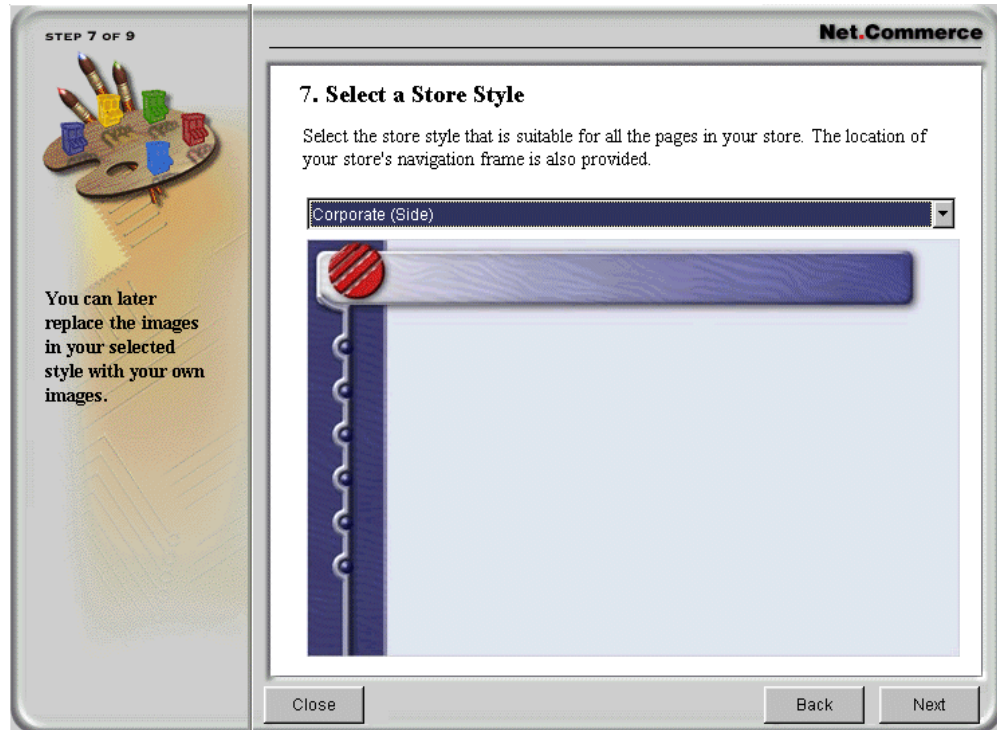 STEP 7 OF 9
Net.Commerce
7. Select a Store Style
Select the store style that is suitable for all the pages in your store. The location of
your store's navigation frame is also provided.
Corporate (Side)
You can later
replace the images
in your selected
style with your own
images.
Close
Back
Next